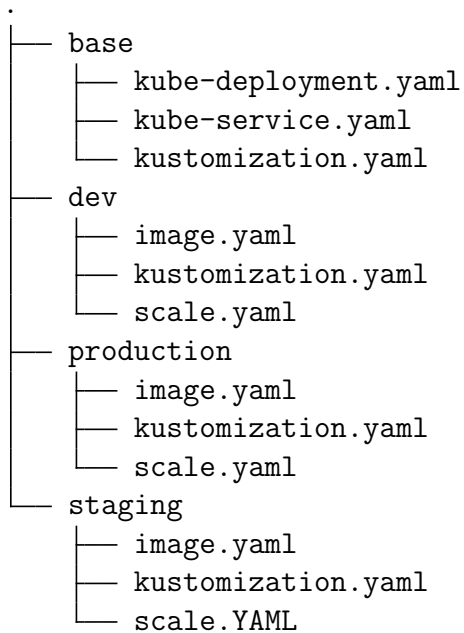 .
├── base
│   ├── kube-deployment.yaml
│   ├── kube-service.yaml
│   └── kustomization.yaml
├── dev
│   ├── image.yaml
│   ├── kustomization.yaml
│   └── scale.yaml
├── production
│   ├── image.yaml
│   ├── kustomization.yaml
│   └── scale.yaml
└── staging
    ├── image.yaml
    ├── kustomization.yaml
    └── scale.YAML